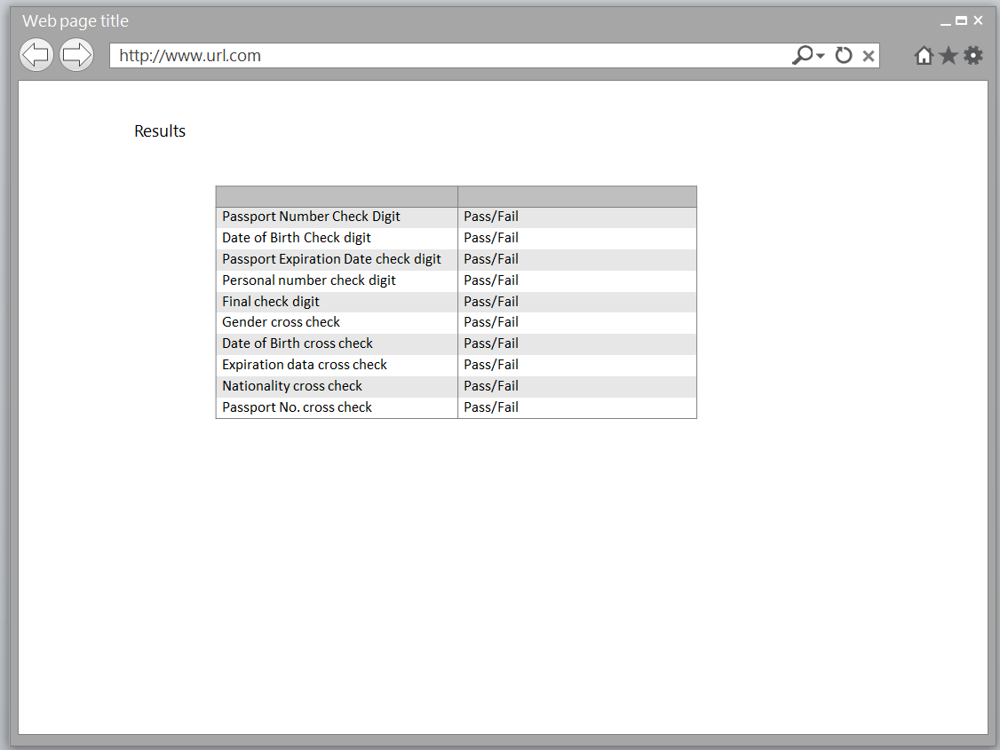 Web page title
http://www.url.com
Results
Passport Number Check Digit Pass/Fail
Date of Birth Check digit Pass/Fail
Passport Expiration Date check digit Pass/Fail
Personal number check digit Pass/Fail
Final check digit Pass/Fail
Gender cross check Pass/Fail
Date of Birth cross check Pass/Fail
Expiration data cross check Pass/Fail
Nationality cross check Pass/Fail
Passport No. cross check Pass/Fail